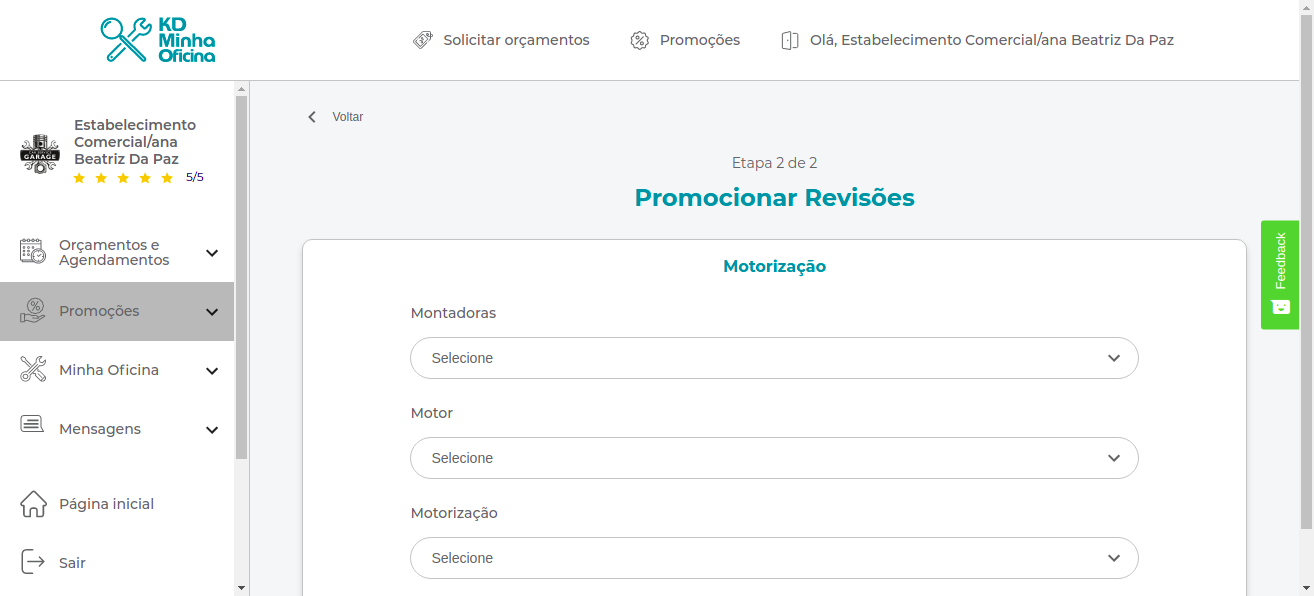 KD
Minha
Oficina
Solicitar orçamentos
Promoções
Olá, Estabelecimento Comercial/ana Beatriz Da Paz
Estabelecimento
Comercial/ana
Beatriz Da Paz
5/5
GARAGE
Orçamentos e
Agendamentos
Promoções
Minha Oficina
Mensagens
Página inicial
Sair
Voltar
Etapa 2 de 2
Promocionar Revisões
Motorização
Montadoras
Selecione
Motor
Selecione
Motorização
Selecione
Feedback